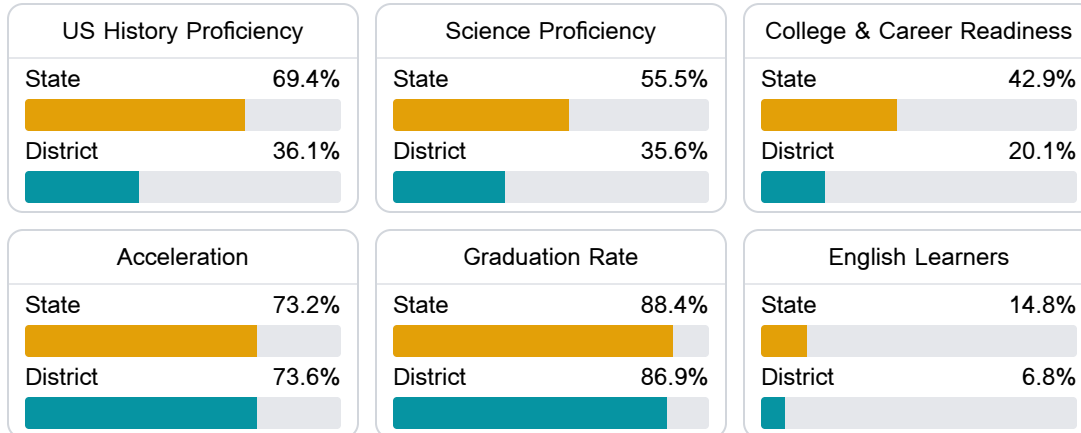 US History Proficiency
State 69.4%
District 36.1%
Science Proficiency
State 55.5%
District 35.6%
College & Career Readiness
State 42.9%
District 20.1%
Acceleration
State 73.2%
District 73.6%
Graduation Rate
State 88.4%
District 86.9%
English Learners
State 14.8%
District 6.8%